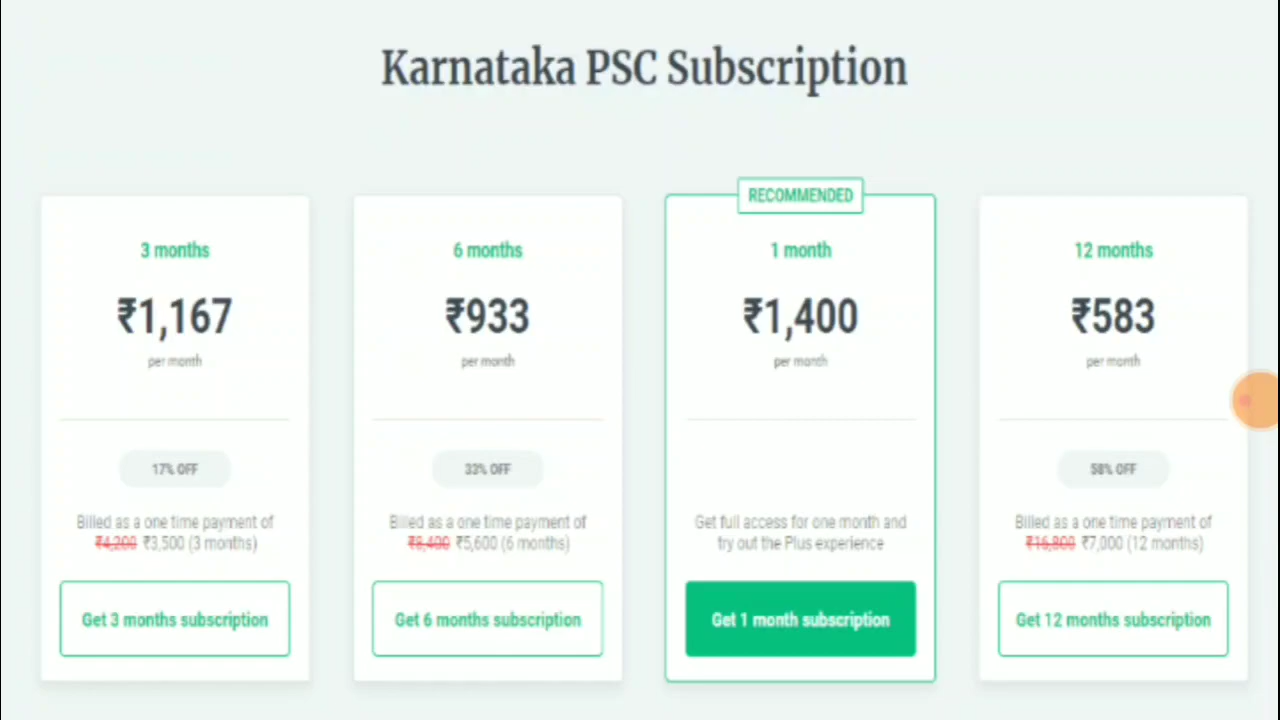 Karnataka PSC Subscription
3 months
₹1,167
per month
17% OFF
Billed as a one time payment of
₹4,200 ₹3,500 (3 months)
Get 3 months subscription
6 months
₹933
per month
33% OFF
Billed as a one time payment of
₹8,400 ₹5,600 (6 months)
Get 6 months subscription
RECOMMENDED
1 month
₹1,400
per month
Get full access for one month and
try out the Plus experience
Get 1 month subscription
12 months
₹583
per month
58% OFF
Billed as a one time payment of
₹16,800 ₹7,000 (12 months)
Get 12 months subscription